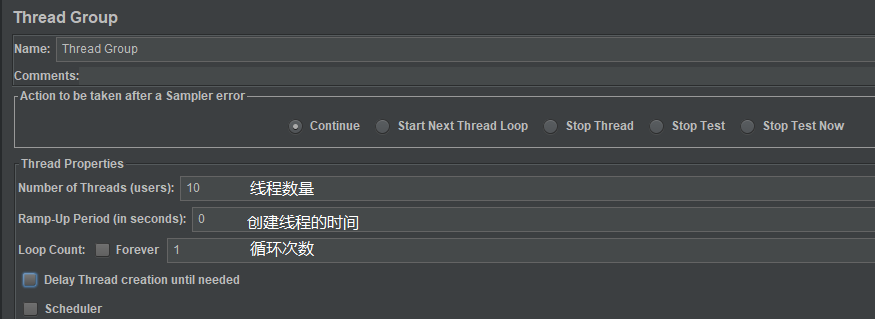 Thread Group
Name: Thread Group
Comments:
Action to be taken after a Sampler error
Continue Start Next Thread Loop Stop Thread Stop Test Stop Test Now
Thread Properties
Number of Threads (users): 10 线程数量
Ramp-Up Period (in seconds): 0 创建线程的时间
Loop Count: Forever 1 循环次数
Delay Thread creation until needed
Scheduler